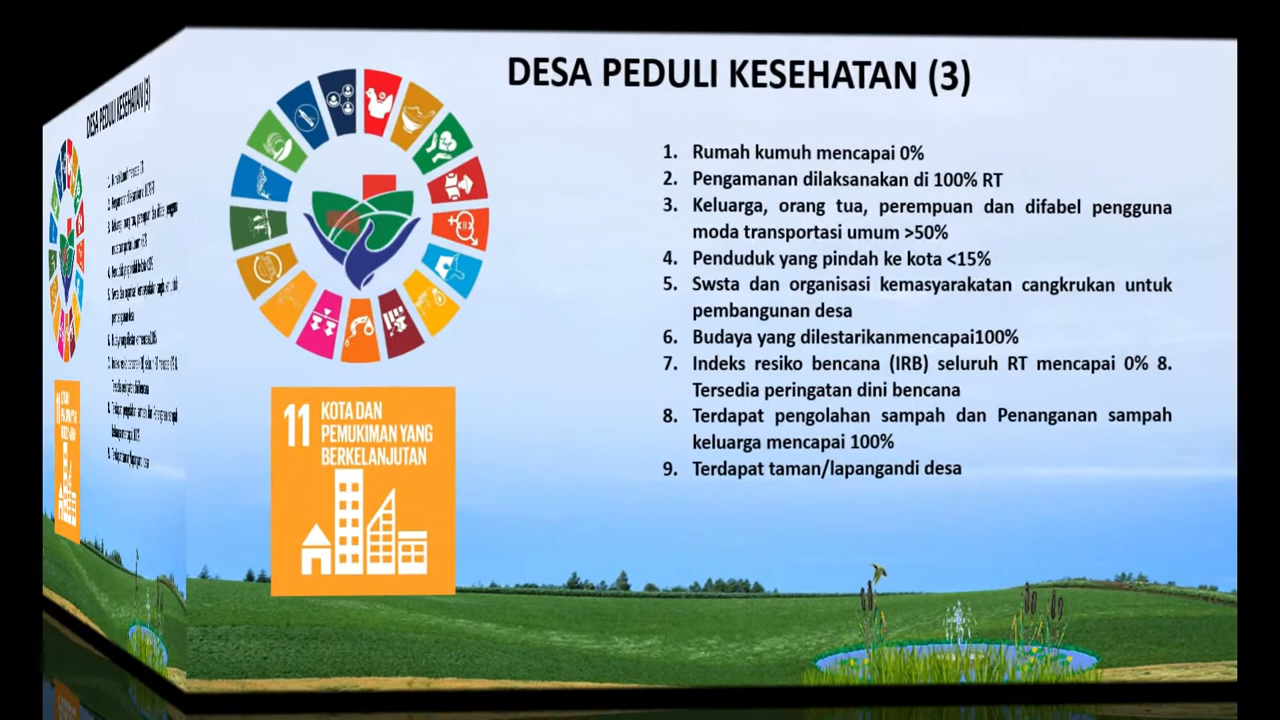 DESA PEDULI KESEHATAN (3)
1. Rumah kumuh mencapai 0%
2. Pengamanan dilaksanakan di 100% RT
3. Keluarga, orang tua, perempuan dan difabel pengguna
moda transportasi umum >50%
4. Penduduk yang pindah ke kota <15%
5. Swsta dan organisasi kemasyarakatan cangkrukan untuk
pembangunan desa
6. Budaya yang dilestarikanmencapai100%
7. Indeks resiko bencana (IRB) seluruh RT mencapai 0% 8.
Tersedia peringatan dini bencana
8. Terdapat pengolahan sampah dan Penanganan sampah
keluarga mencapai 100%
9. Terdapat taman/lapangandi desa
11 KOTA DAN
PEMUKIMAN YANG
BERKELANJUTAN
DESA PEDULI KESEHATAN (3)